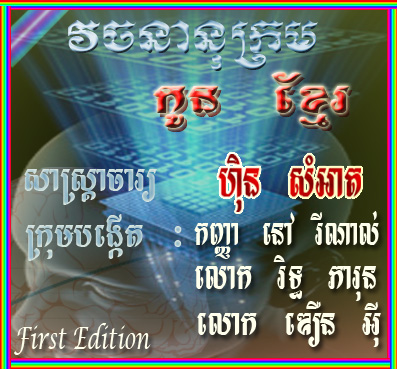 វចនានុក្រម
កូន ខ្មែរ
សាស្ត្រាចារ្យ ហ៊ិន សំអាត
ក្រុមបង្កើត : កញ្ញា នៅ រីណាល់
លោក រិទ្ធ ភារុន
លោក ឌឿន អ៊ី
First Edition